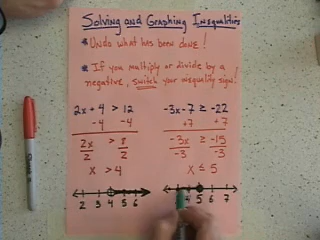 Solving and Graphing Inequalities
* Undo what has been done!
* If you multiply or divide by a
negative, switch your inequality sign!
2x + 4 > 12
-4 -4
2x > 8
2 2
x > 4
2 3 4 5 6
-3x - 7 ≥ -22
+7 +7
-3x ≥ -15
-3 -3
x ≤ 5
4 5 6 7